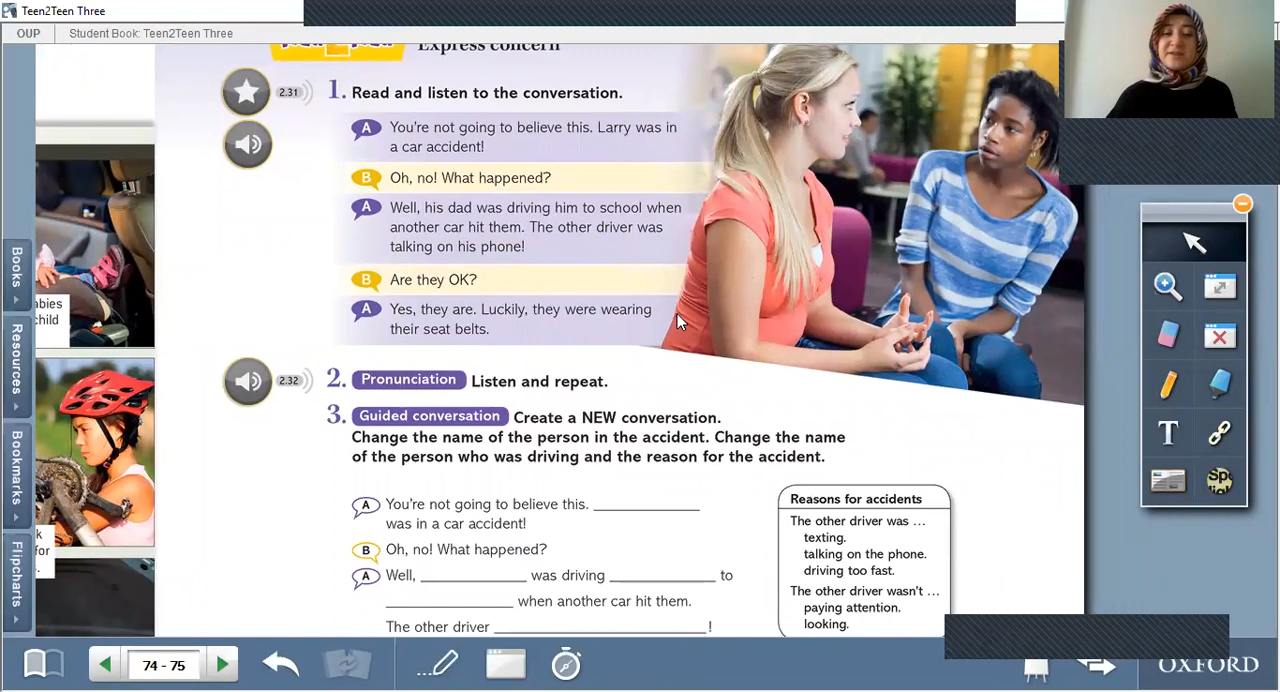 Teen2Teen Three
OUP
Student Book: Teen2Teen Three
Express concern
2.31
1. Read and listen to the conversation.
A You're not going to believe this. Larry was in
a car accident!
B Oh, no! What happened?
A Well, his dad was driving him to school when
another car hit them. The other driver was
talking on his phone!
B Are they OK?
A Yes, they are. Luckily, they were wearing
their seat belts.
2.32
2. Pronunciation Listen and repeat.
3. Guided conversation Create a NEW conversation.
Change the name of the person in the accident. Change the name
of the person who was driving and the reason for the accident.
A You're not going to believe this. ____________
was in a car accident!
B Oh, no! What happened?
A Well, ____________ was driving ____________ to
______________ when another car hit them.
The other driver ________________________!
Reasons for accidents
The other driver was …
texting.
talking on the phone.
driving too fast.
The other driver wasn't …
paying attention.
looking.
child
for
Books
Resources
Bookmarks
Flipcharts
T
74 - 75
OXFORD